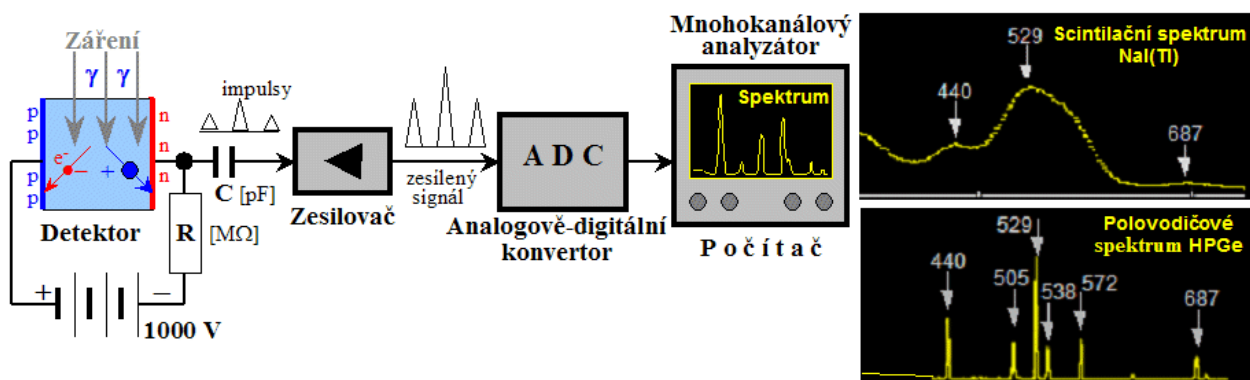 Záření
γ γ
p
p
p
p
n
n
n
n
e-
−
+
Detektor
+
−
1000 V
R
[MΩ]
impulsy
C [pF]
Zesilovač
zesílený
signál
A D C
Analogově-digitální
konvertor
Mnohokanálový
analyzátor
Spektrum
P o č í t a č
Scintilační spektrum
NaI(Tl)
440
529
687
Polovodičové
spektrum HPGe
440
505
529
538
572
687